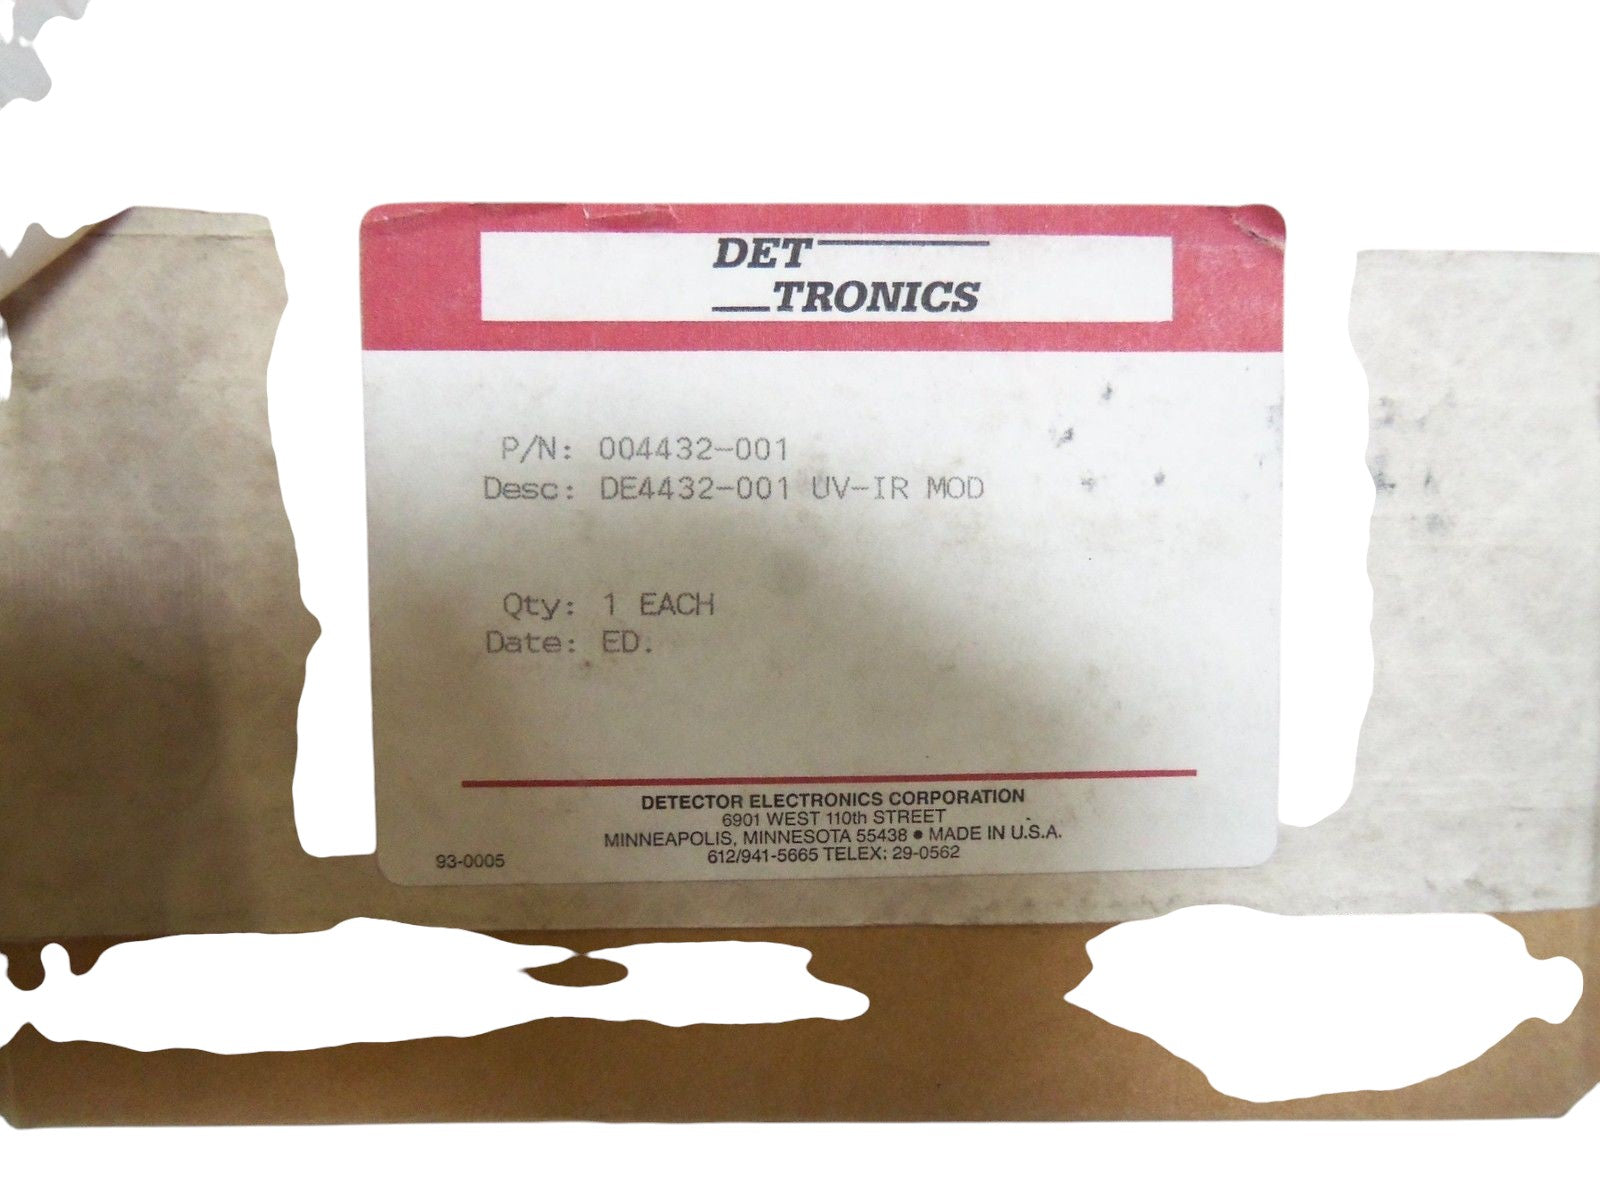 DET
TRONICS
P/N: 004432-001
Desc: DE4432-001 UV-IR MOD
Qty: 1 EACH
Date: ED.
DETECTOR ELECTRONICS CORPORATION
6901 WEST 110th STREET
MINNEAPOLIS, MINNESOTA 55438 ● MADE IN U.S.A.
612/941-5665 TELEX: 29-0562
93-0005